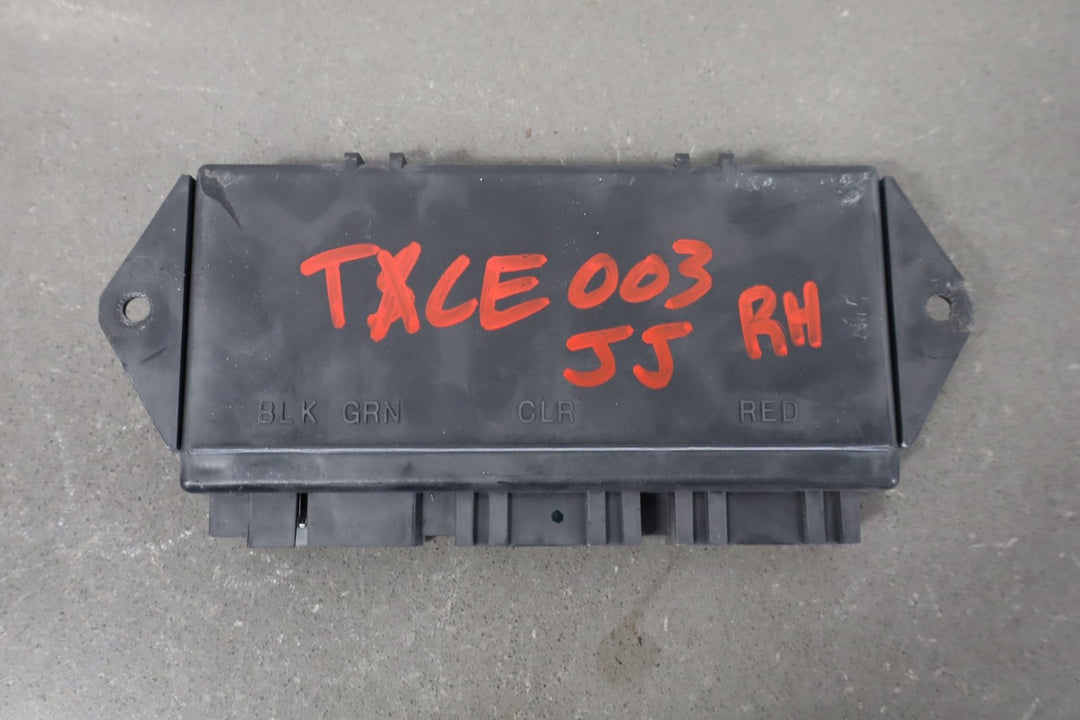 TXCE 003
JJ RH
BLK GRN CLR RED